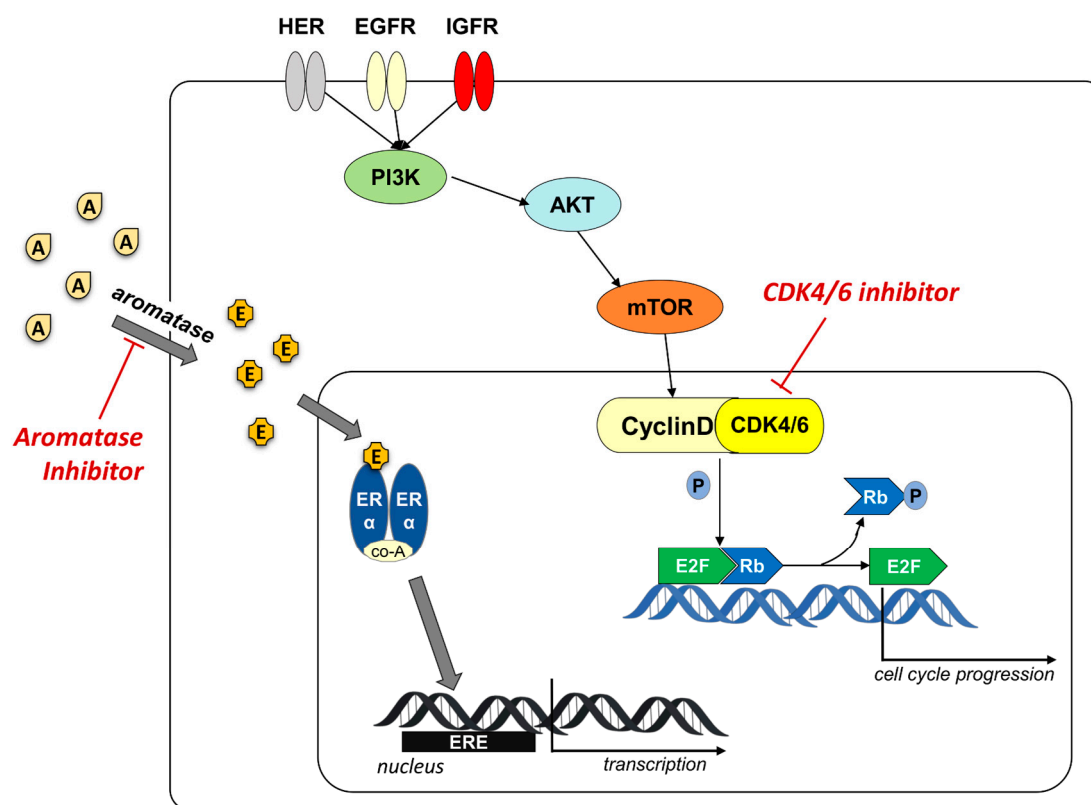 HER EGFR IGFR
PI3K
AKT
A
A
A
A
A
aromatase
mTOR
CDK4/6 inhibitor
E
E
E
E
Aromatase
Inhibitor
CyclinD CDK4/6
E
ER
α
ER
α
co-A
P
Rb P
E2F Rb
E2F
cell cycle progression
ERE
nucleus
transcription